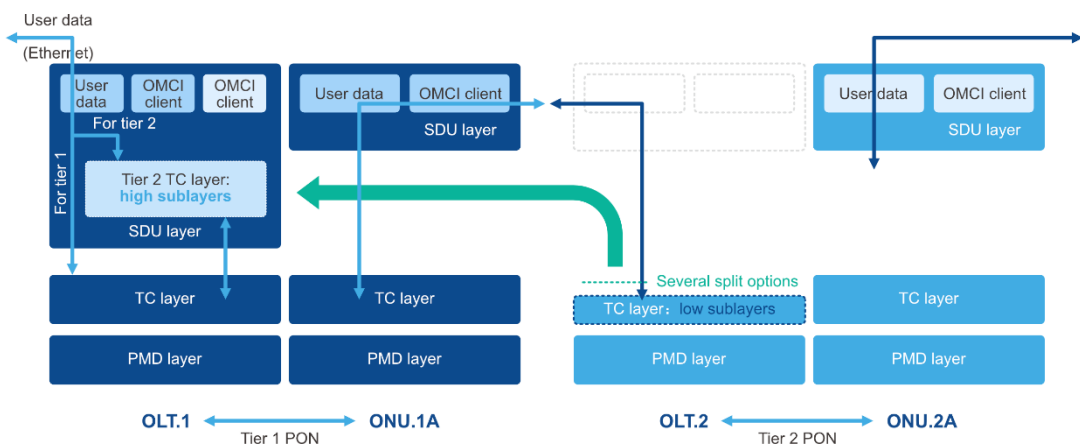 User data
(Ethernet)
User data
OMCI client
OMCI client
For tier 2
For tier 1
Tier 2 TC layer:
high sublayers
SDU layer
User data
OMCI client
SDU layer
User data
OMCI client
SDU layer
Several split options
TC layer
TC layer
TC layer：low sublayers
TC layer
PMD layer
PMD layer
PMD layer
PMD layer
OLT.1
ONU.1A
OLT.2
ONU.2A
Tier 1 PON
Tier 2 PON